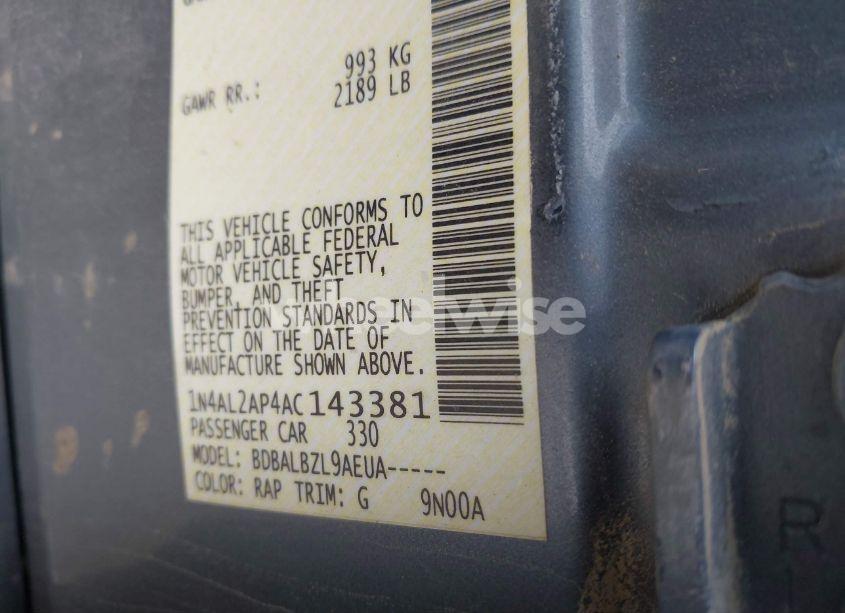 993 KG
GAWR RR.: 2189 LB
THIS VEHICLE CONFORMS TO
ALL APPLICABLE FEDERAL
MOTOR VEHICLE SAFETY,
BUMPER, AND THEFT
PREVENTION STANDARDS IN
EFFECT ON THE DATE OF
MANUFACTURE SHOWN ABOVE.
1N4AL2AP4AC143381
PASSENGER CAR 330
MODEL: BDBALBZL9AEUA-----
COLOR: RAP TRIM: G 9N00A
wheelwise
R